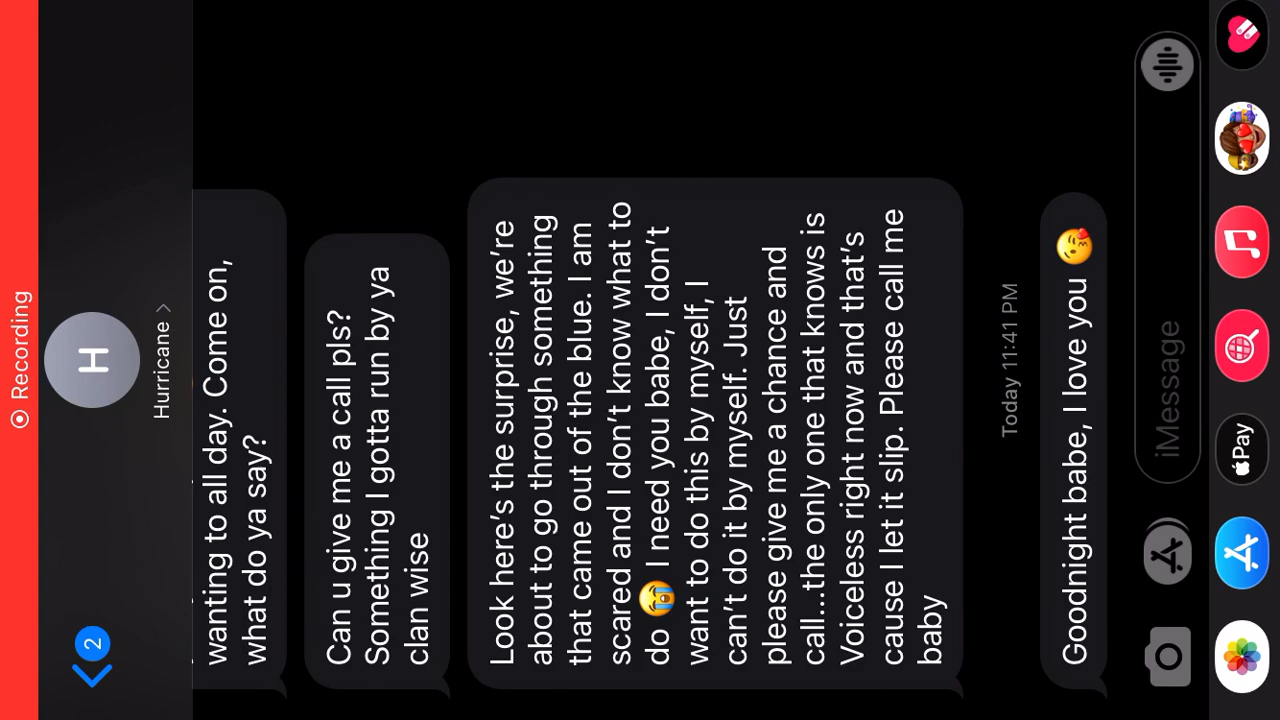 Recording
2
H
Hurricane
wanting to all day. Come on,
what do ya say?
Can u give me a call pls?
Something I gotta run by ya
clan wise
Look here's the surprise, we're
about to go through something
that came out of the blue. I am
scared and I don't know what to
do 😭 I need you babe, I don't
want to do this by myself, I
can't do it by myself. Just
please give me a chance and
call...the only one that knows is
Voiceless right now and that's
cause I let it slip. Please call me
baby
Today 11:41 PM
Goodnight babe, I love you 😘
iMessage
Pay